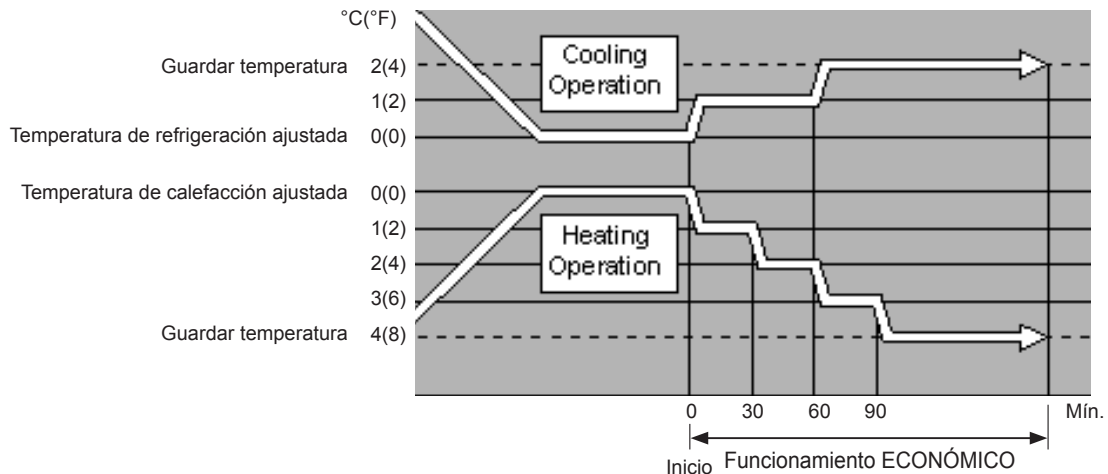 °C(°F)
Guardar temperatura 2(4)
Cooling
Operation
1(2)
Temperatura de refrigeración ajustada 0(0)
Temperatura de calefacción ajustada 0(0)
1(2)
Heating
Operation
2(4)
3(6)
Guardar temperatura 4(8)
0 30 60 90 Mín.
Inicio Funcionamiento ECONÓMICO